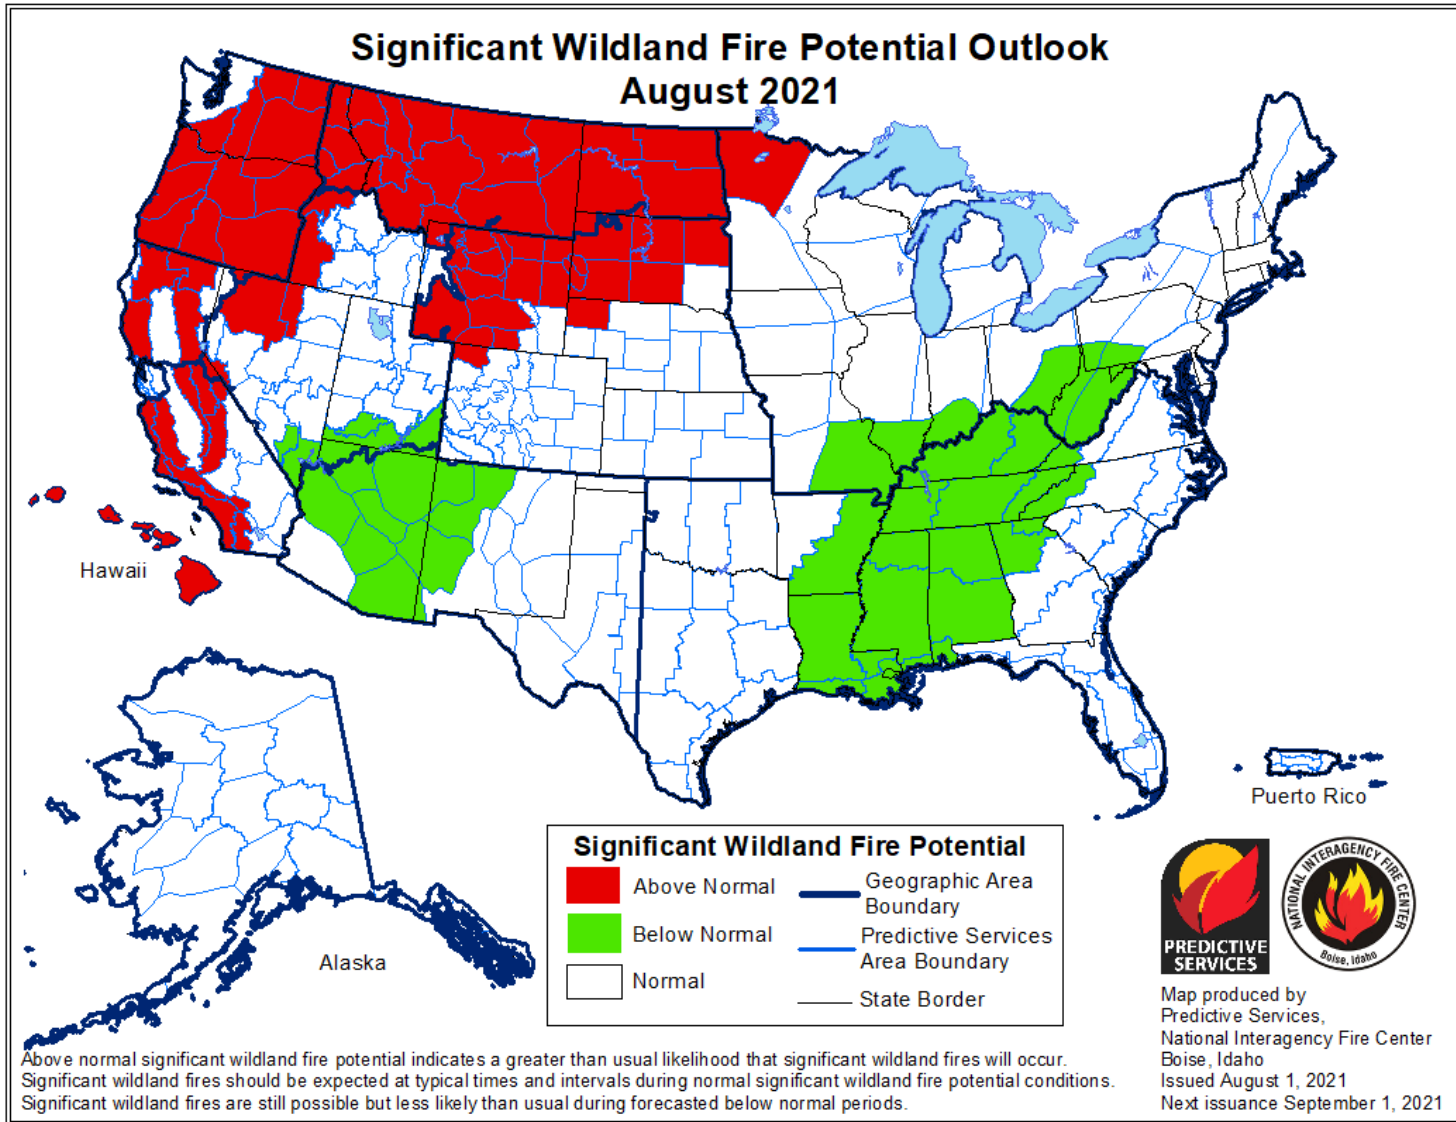 Significant Wildland Fire Potential Outlook
August 2021
Hawaii
Alaska
Puerto Rico
Significant Wildland Fire Potential
Above Normal
Below Normal
Normal
Geographic Area
Boundary
Predictive Services
Area Boundary
State Border
PREDICTIVE
SERVICES
NATIONAL INTERAGENCY FIRE CENTER
Boise, Idaho
Map produced by
Predictive Services,
National Interagency Fire Center
Boise, Idaho
Issued August 1, 2021
Next issuance September 1, 2021
Above normal significant wildland fire potential indicates a greater than usual likelihood that significant wildland fires will occur.
Significant wildland fires should be expected at typical times and intervals during normal significant wildland fire potential conditions.
Significant wildland fires are still possible but less likely than usual during forecasted below normal periods.